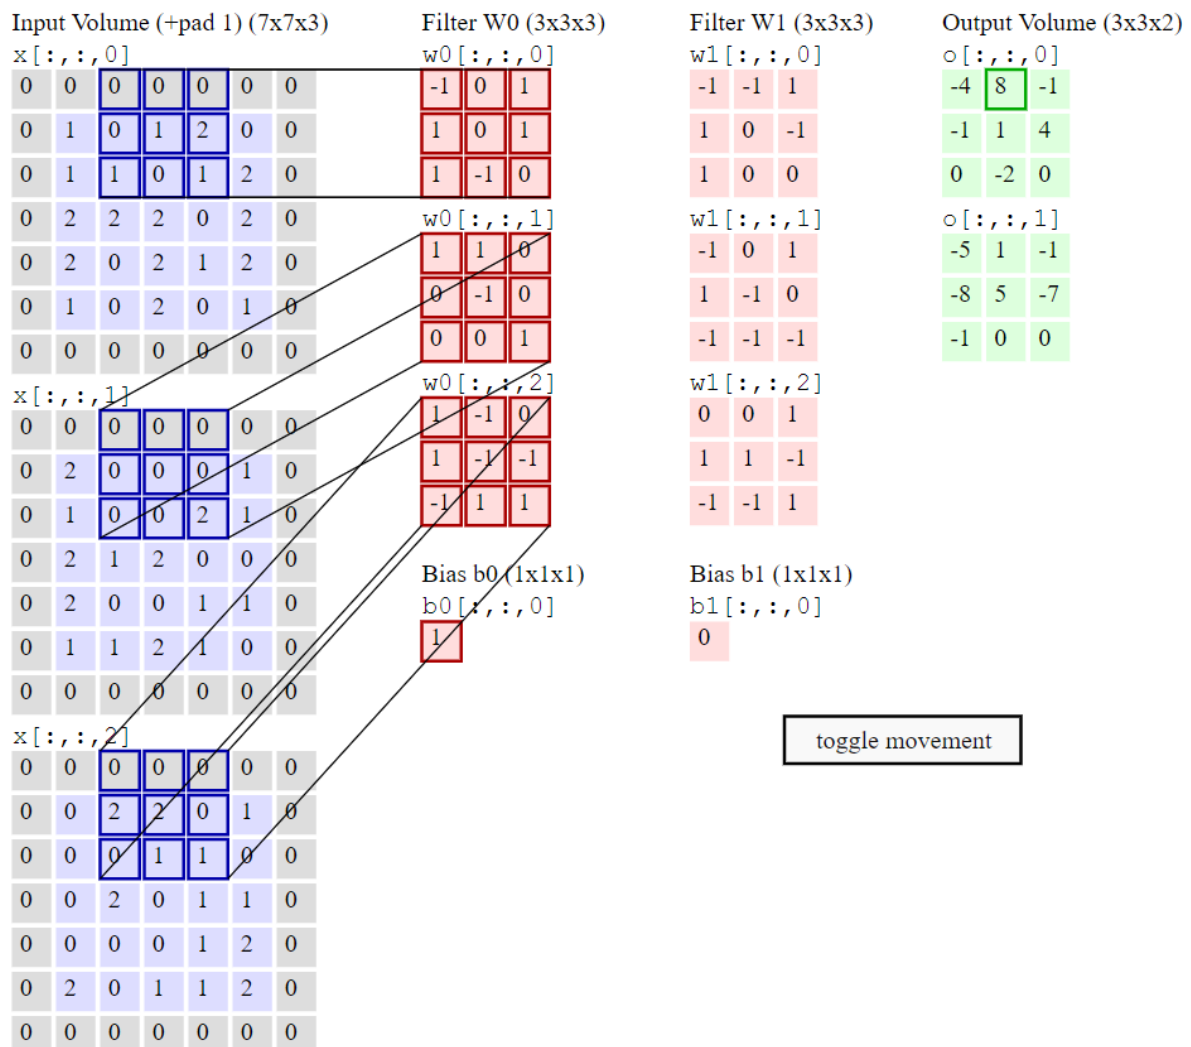 Input Volume (+pad 1) (7x7x3)
x[:,:,0]
0 0 0 0 0 0 0
0 1 0 1 2 0 0
0 1 1 0 1 2 0
0 2 2 2 0 2 0
0 2 0 2 1 2 0
0 1 0 2 0 1 0
0 0 0 0 0 0 0
x[:,:,1]
0 0 0 0 0 0 0
0 2 0 0 0 1 0
0 1 0 0 2 1 0
0 2 1 2 0 0 0
0 2 0 0 1 1 0
0 1 1 2 1 0 0
0 0 0 0 0 0 0
x[:,:,2]
0 0 0 0 0 0 0
0 0 2 2 0 1 0
0 0 0 1 1 0 0
0 0 2 0 1 1 0
0 0 0 0 1 2 0
0 2 0 1 1 2 0
0 0 0 0 0 0 0
Filter W0 (3x3x3)
w0[:,:,0]
-1 0 1
1 0 1
1 -1 0
w0[:,:,1]
1 1 0
0 -1 0
0 0 1
w0[:,:,2]
1 -1 0
1 -1 -1
-1 1 1
Bias b0 (1x1x1)
b0[:,:,0]
1
Filter W1 (3x3x3)
w1[:,:,0]
-1 -1 1
1 0 -1
1 0 0
w1[:,:,1]
-1 0 1
1 -1 0
-1 -1 -1
w1[:,:,2]
0 0 1
1 1 -1
-1 -1 1
Bias b1 (1x1x1)
b1[:,:,0]
0
Output Volume (3x3x2)
o[:,:,0]
-4 8 -1
-1 1 4
0 -2 0
o[:,:,1]
-5 1 -1
-8 5 -7
-1 0 0
toggle movement